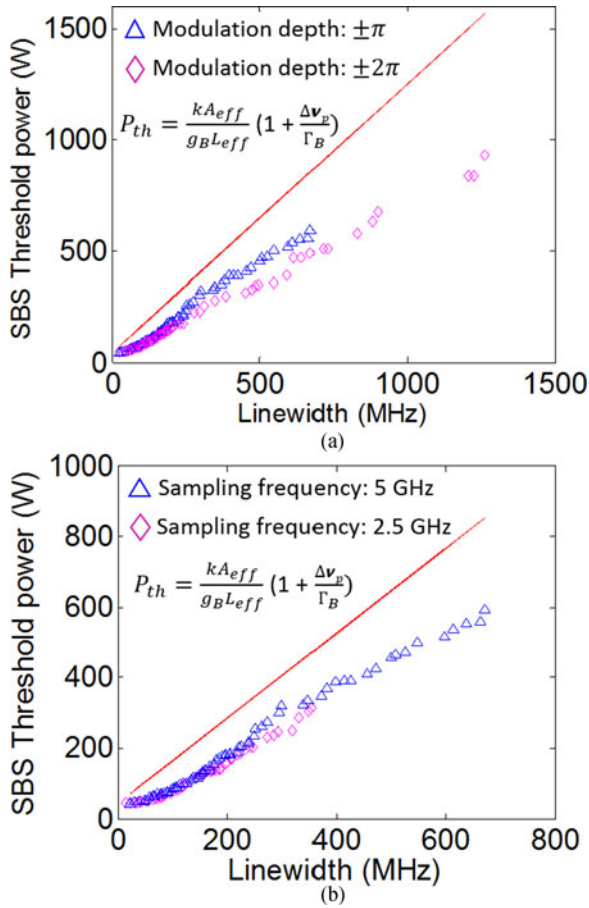 1500
1000
500
0
SBS Threshold power (W)
△ Modulation depth: ±π
◇ Modulation depth: ±2π
P_th = kA_eff / g_B L_eff (1 + Δν_p / Γ_B)
0 500 1000 1500
Linewidth (MHz)
(a)
1000
800
600
400
200
0
SBS Threshold power (W)
△ Sampling frequency: 5 GHz
◇ Sampling frequency: 2.5 GHz
P_th = kA_eff / g_B L_eff (1 + Δν_p / Γ_B)
0 200 400 600 800
Linewidth (MHz)
(b)